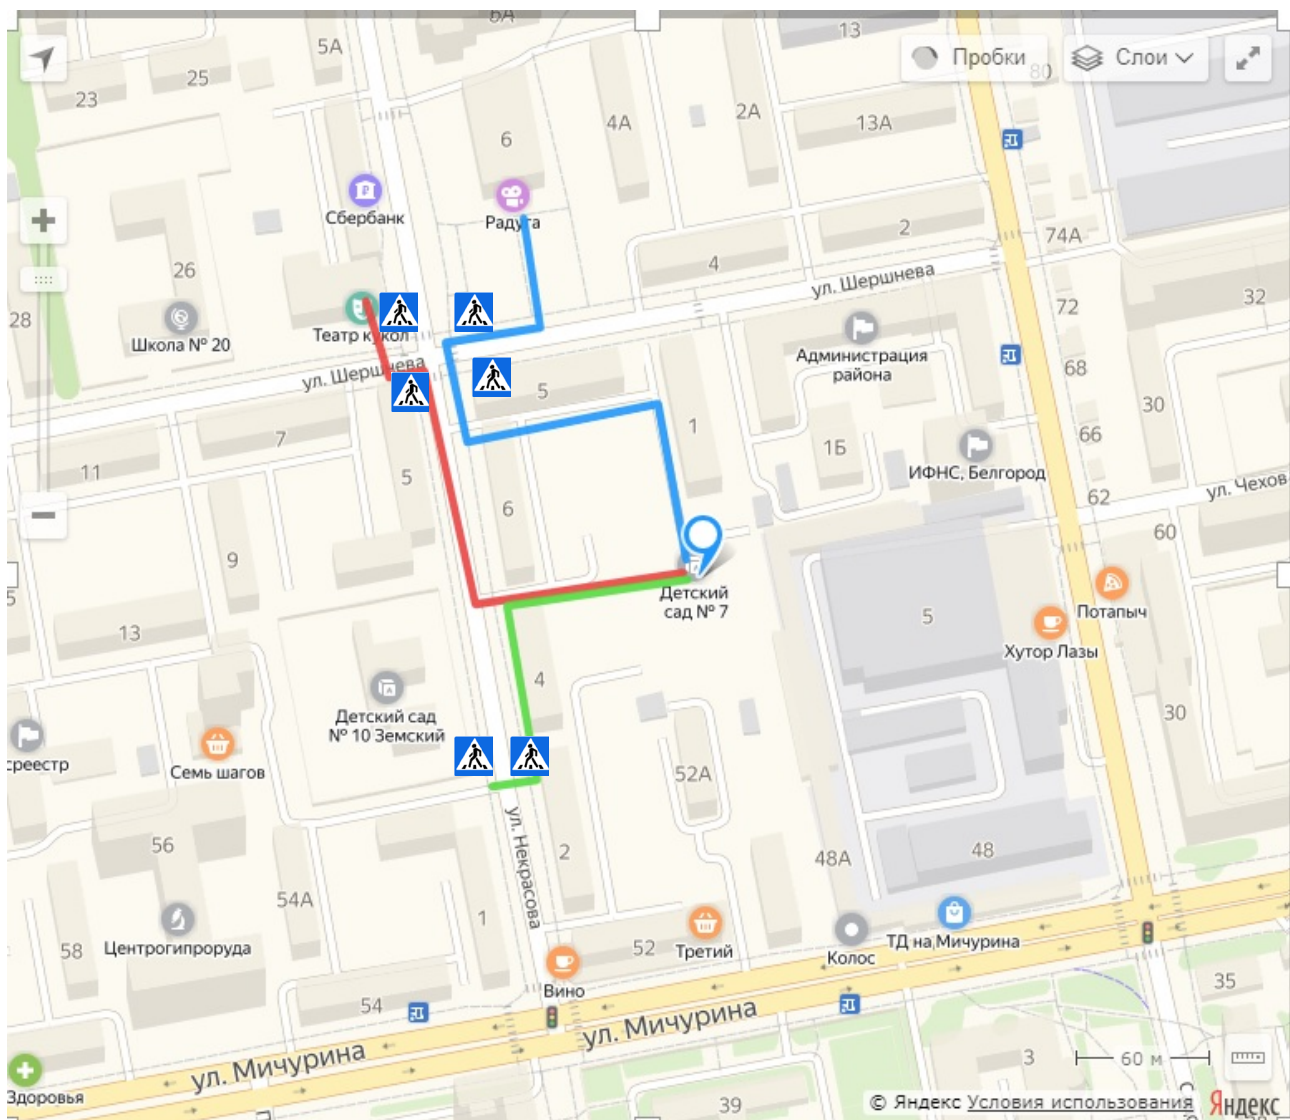 6А
13
5А
Пробки
Слои
80
25
23
4А
2А
13А
6
Сбербанк
Радуга
2
74А
ул. Шершнева
4
26
72
32
28
Театр кукол
Школа № 20
Администрация
района
ул. Шершнева
68
5
30
7
1
66
1Б
11
5
ИФНС, Белгород
ул. Чехов
62
6
60
9
Детский
сад № 7
Потапыч
5
5
13
Хутор Лазы
4
Детский сад
№ 10 Земский
30
среестр
Семь шагов
52А
ул. Некрасова
56
2
48А
48
54А
1
Центрогипроруда
58
52
Третий
Колос
ТД на Мичурина
Вино
54
35
ул. Мичурина
ул. Мичурина
3
60 м
Здоровья
39
© Яндекс Условия использования
Яндекс